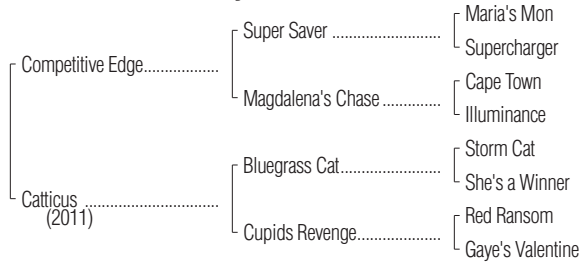 Maria's Mon
Super Saver ........................
Supercharger
Competitive Edge..................
Cape Town
Magdalena's Chase .............
Illuminance
Storm Cat
Bluegrass Cat......................
She's a Winner
Catticus ................................
(2011)
Red Ransom
Cupids Revenge..................
Gaye's Valentine